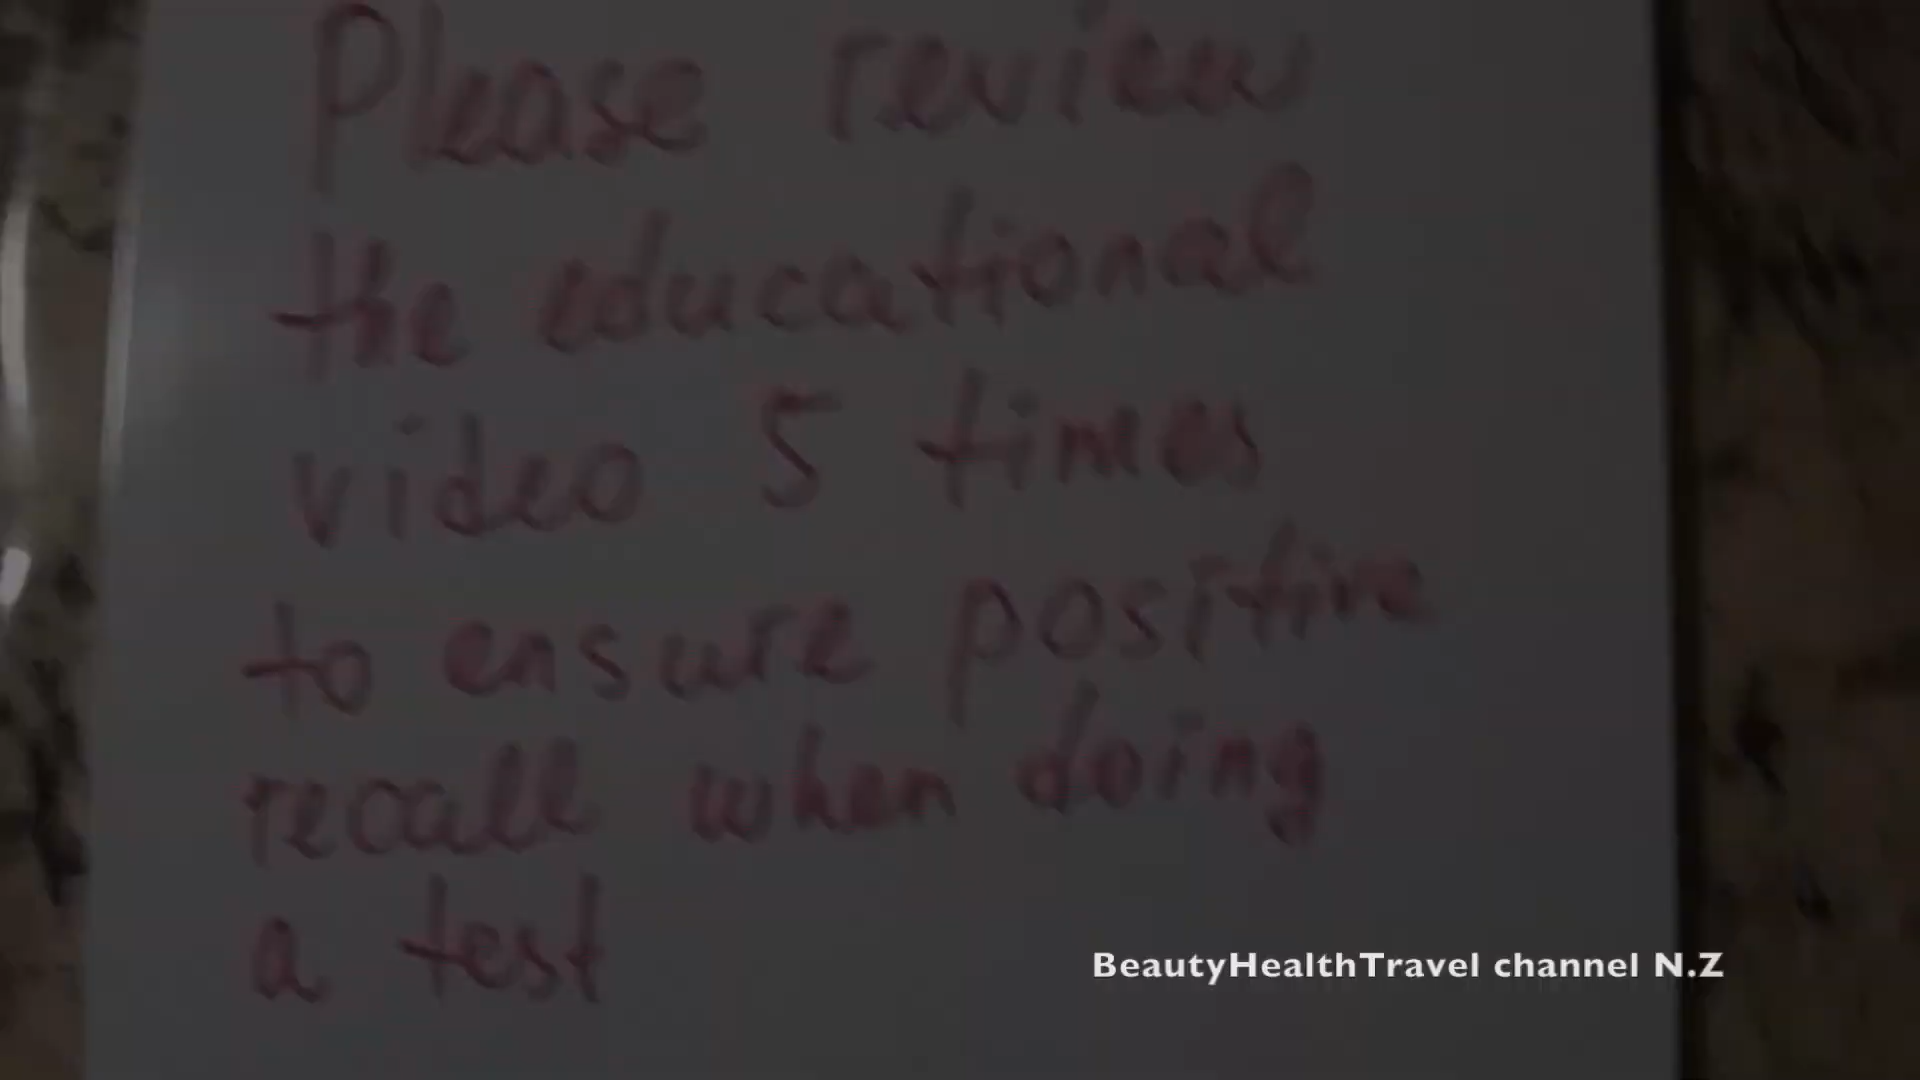 Please review
the educational
video 5 times
to ensure positive
recall when doing
a test
BeautyHealthTravel channel N.Z